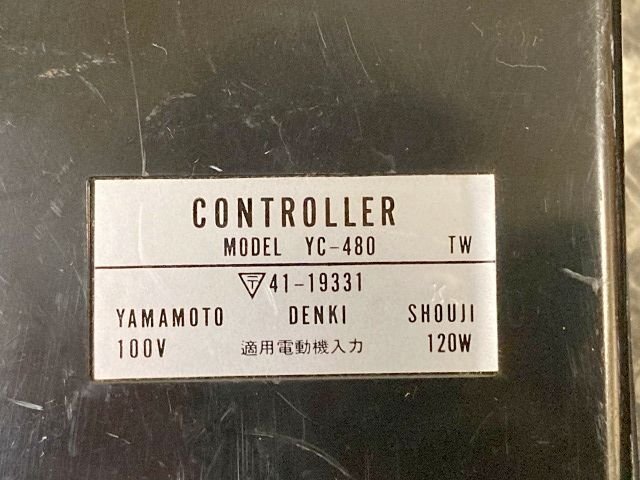 CONTROLLER
MODEL YC-480 TW
T 41-19331
YAMAMOTO DENKI SHOUJI
100V 適用電動機入力 120W